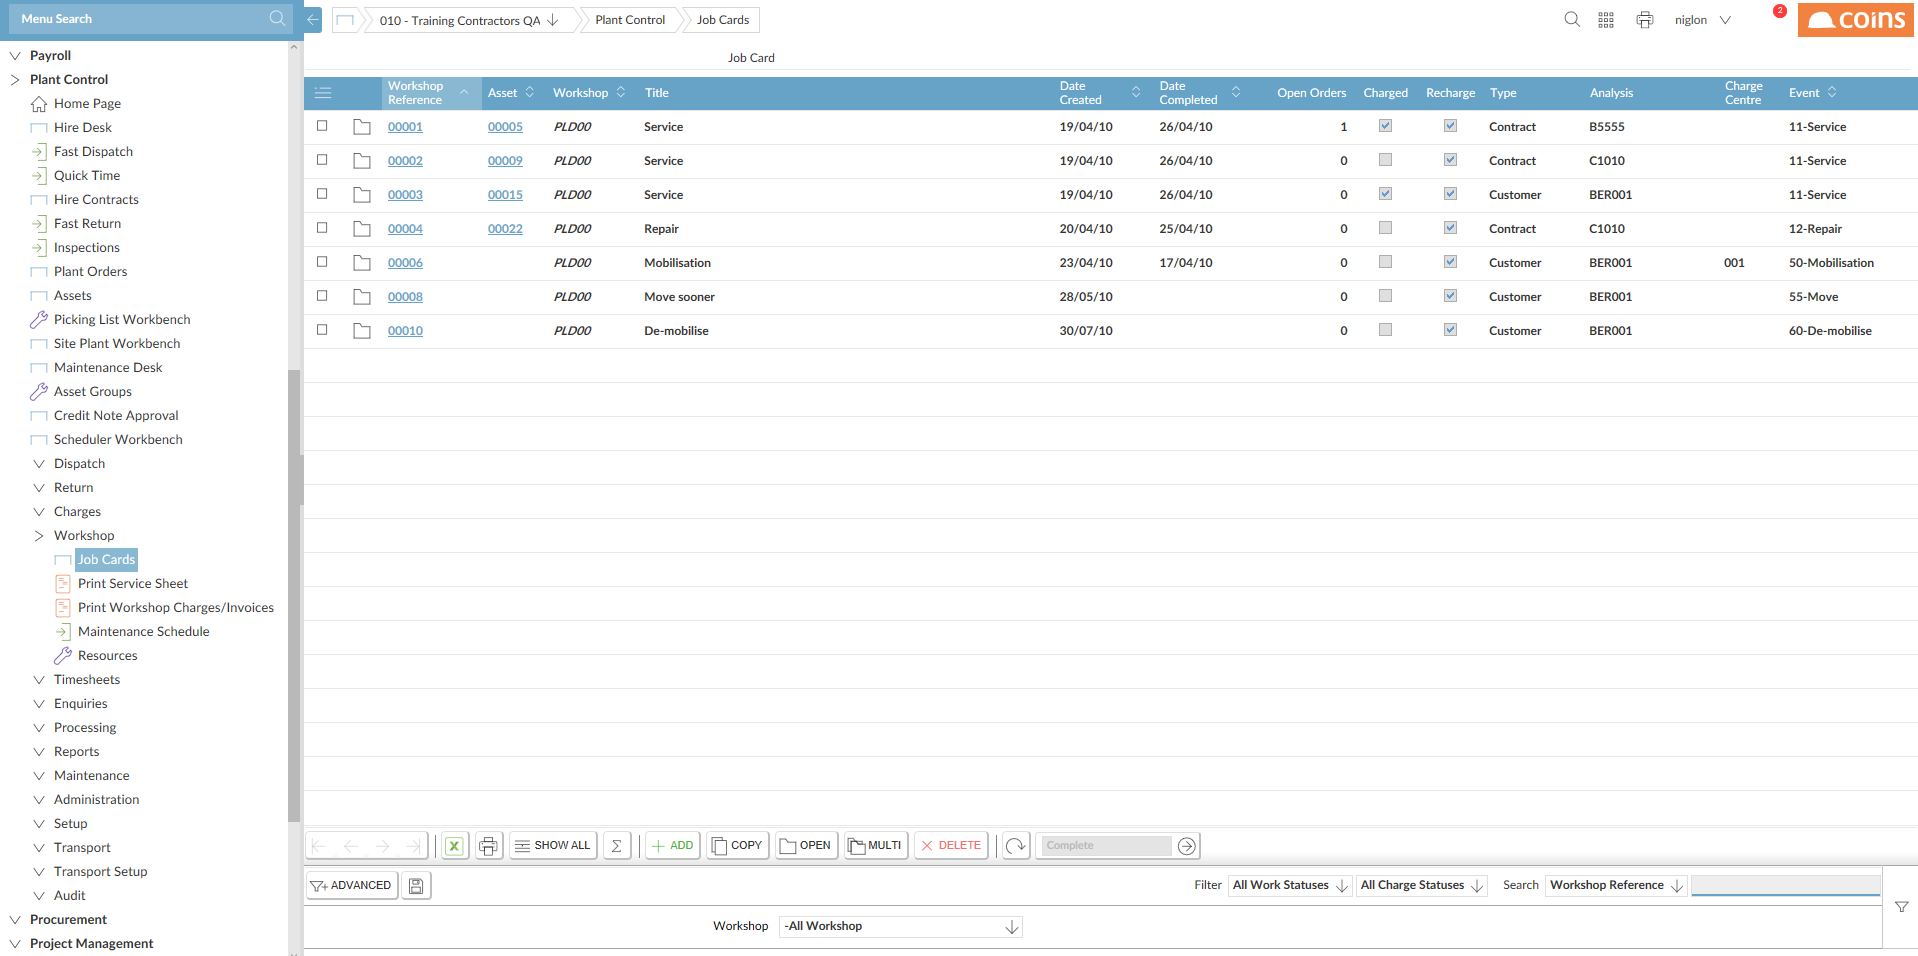 Menu Search
010 - Training Contractors QA
Plant Control
Job Cards
niglon
2
coins
Payroll
Plant Control
Home Page
Hire Desk
Fast Dispatch
Quick Time
Hire Contracts
Fast Return
Inspections
Plant Orders
Assets
Picking List Workbench
Site Plant Workbench
Maintenance Desk
Asset Groups
Credit Note Approval
Scheduler Workbench
Dispatch
Return
Charges
Workshop
Job Cards
Print Service Sheet
Print Workshop Charges/Invoices
Maintenance Schedule
Resources
Timesheets
Enquiries
Processing
Reports
Maintenance
Administration
Setup
Transport
Transport Setup
Audit
Procurement
Project Management
Job Card
Workshop Reference Asset Workshop Title Date Created Date Completed Open Orders Charged Recharge Type Analysis Charge Centre Event
00001 00005 PLD00 Service 19/04/10 26/04/10 1 Contract B5555 11-Service
00002 00009 PLD00 Service 19/04/10 26/04/10 0 Contract C1010 11-Service
00003 00015 PLD00 Service 19/04/10 26/04/10 0 Customer BER001 11-Service
00004 00022 PLD00 Repair 20/04/10 25/04/10 0 Contract C1010 12-Repair
00006 PLD00 Mobilisation 23/04/10 17/04/10 0 Customer BER001 001 50-Mobilisation
00008 PLD00 Move sooner 28/05/10 0 Customer BER001 55-Move
00010 PLD00 De-mobilise 30/07/10 0 Customer BER001 60-De-mobilise
X SHOW ALL Σ ADD COPY OPEN MULTI DELETE Complete
ADVANCED Filter All Work Statuses All Charge Statuses Search Workshop Reference
Workshop -All Workshop